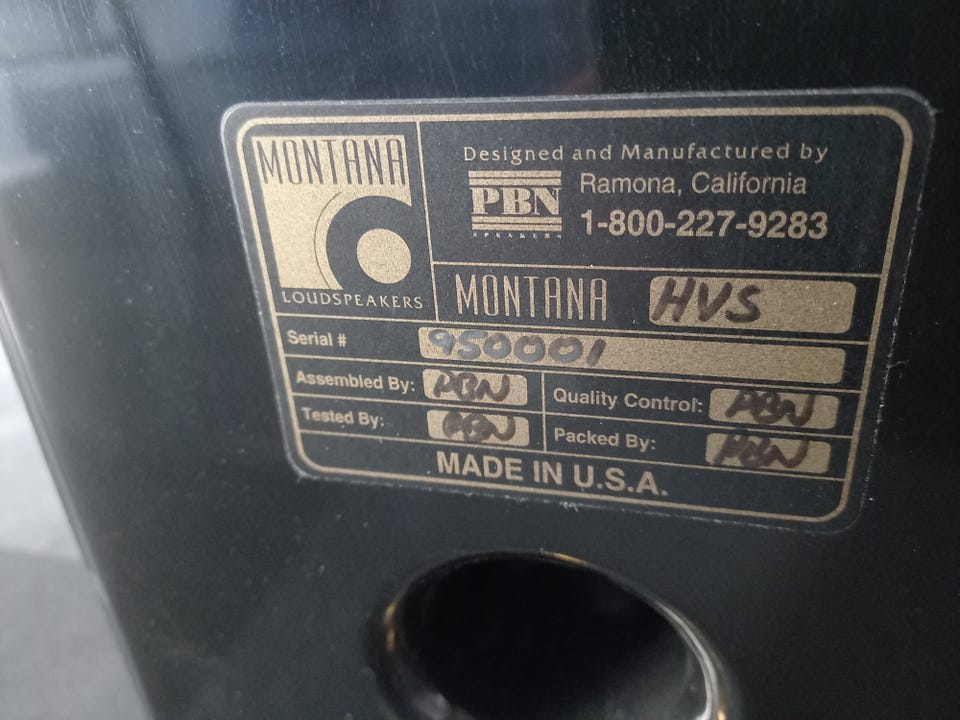 MONTANA
LOUDSPEAKERS
Designed and Manufactured by
PBN
SPEAKERS
Ramona, California
1-800-227-9283
MONTANA HVS
Serial # 950001
Assembled By: PBN
Quality Control: PBN
Tested By: PBN
Packed By: PBN
MADE IN U.S.A.